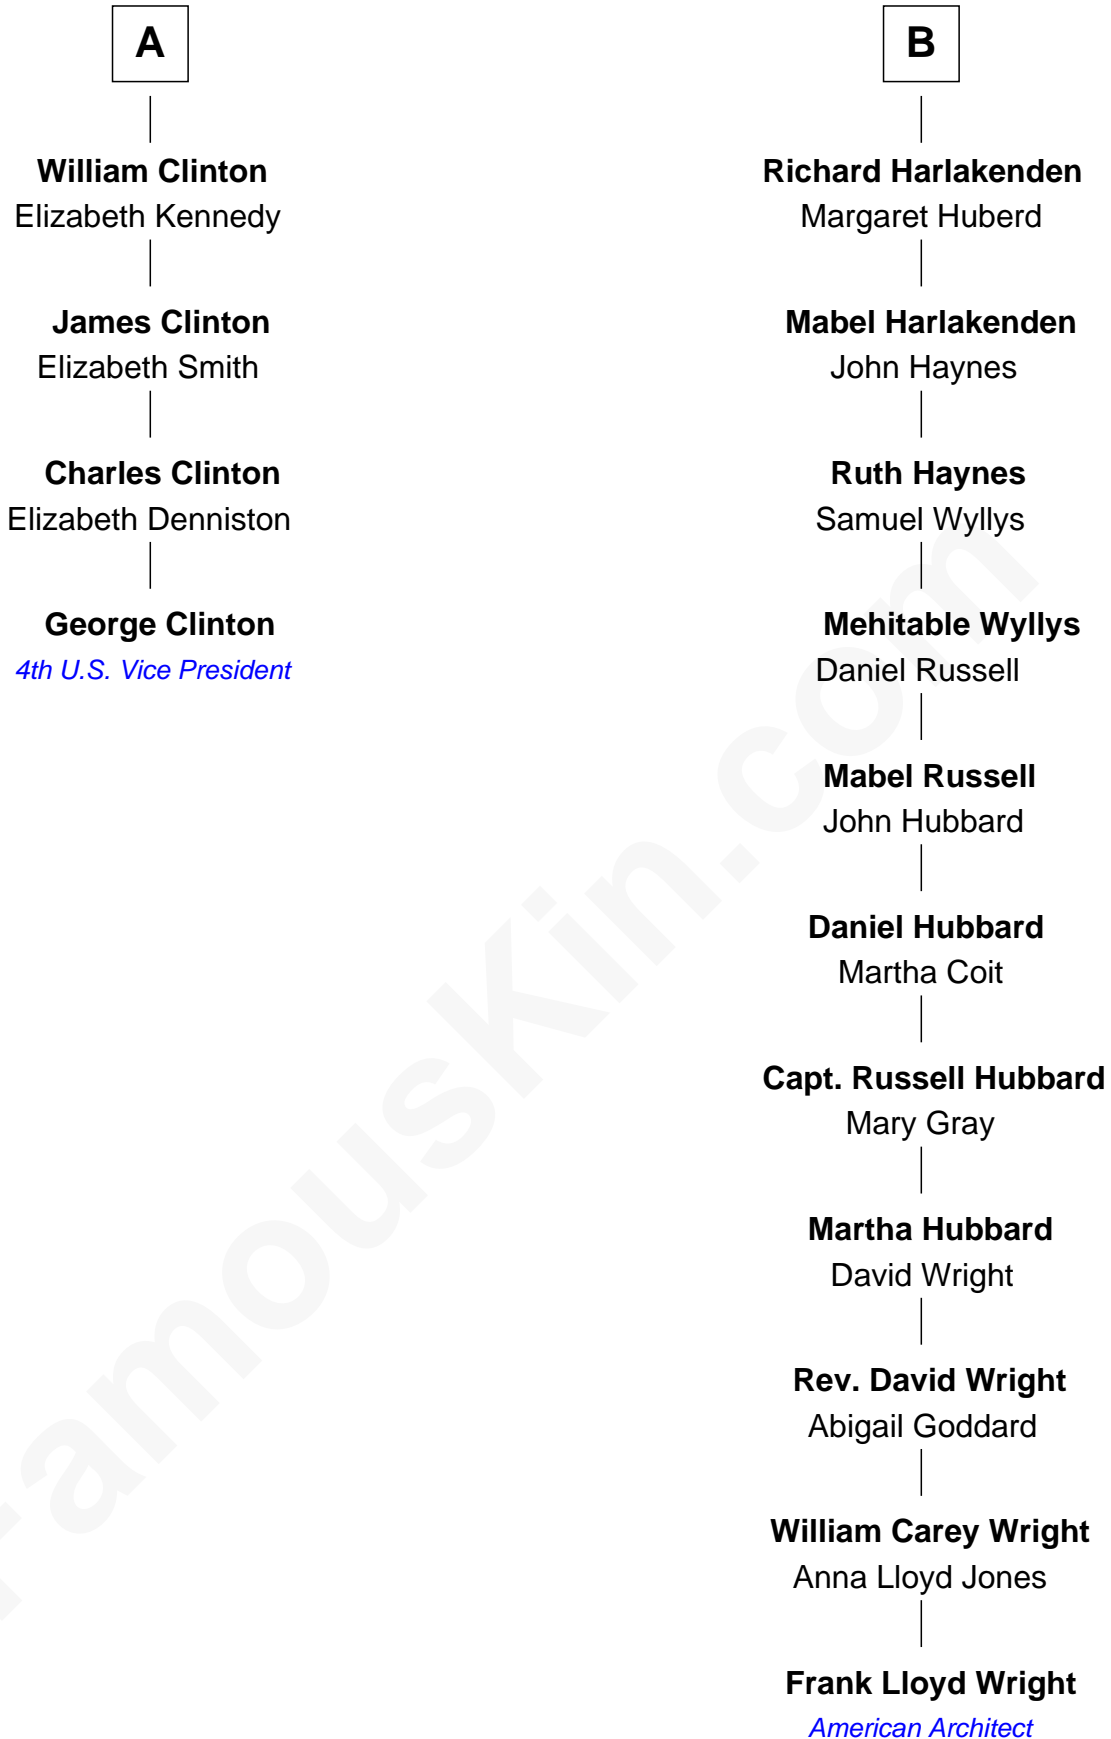 A
William Clinton
Elizabeth Kennedy
James Clinton
Elizabeth Smith
Charles Clinton
Elizabeth Denniston
George Clinton
4th U.S. Vice President
B
Richard Harlakenden
Margaret Huberd
Mabel Harlakenden
John Haynes
Ruth Haynes
Samuel Wyllys
Mehitable Wyllys
Daniel Russell
Mabel Russell
John Hubbard
Daniel Hubbard
Martha Coit
Capt. Russell Hubbard
Mary Gray
Martha Hubbard
David Wright
Rev. David Wright
Abigail Goddard
William Carey Wright
Anna Lloyd Jones
Frank Lloyd Wright
American Architect
FamousKin.com